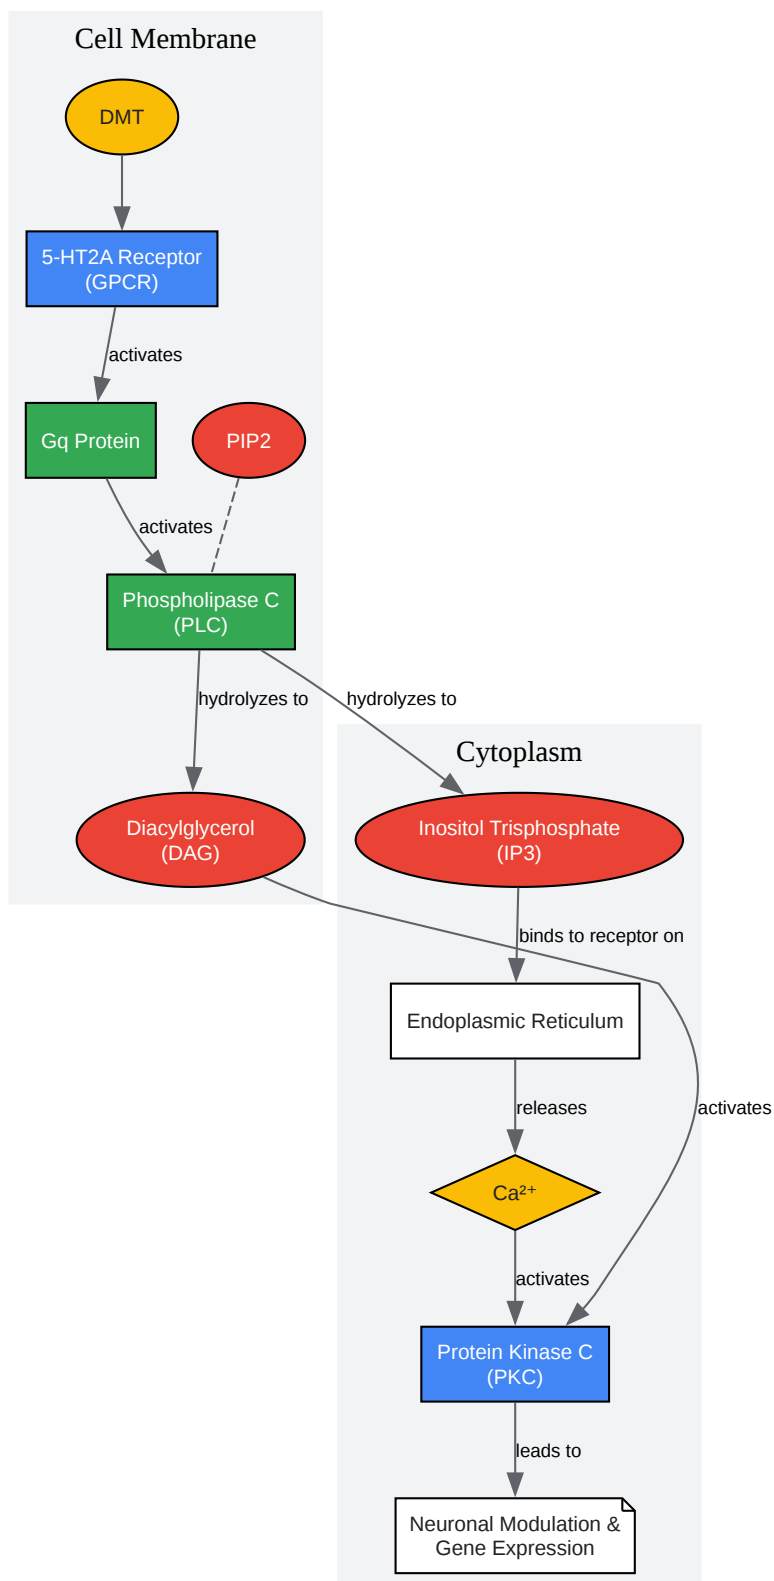 Cell Membrane
DMT
5-HT2A Receptor
(GPCR)
activates
Gq Protein
PIP2
activates
Phospholipase C
(PLC)
hydrolyzes to
hydrolyzes to
Cytoplasm
Diacylglycerol
(DAG)
Inositol Trisphosphate
(IP3)
binds to receptor on
Endoplasmic Reticulum
releases
activates
Ca²⁺
activates
Protein Kinase C
(PKC)
leads to
Neuronal Modulation &
Gene Expression